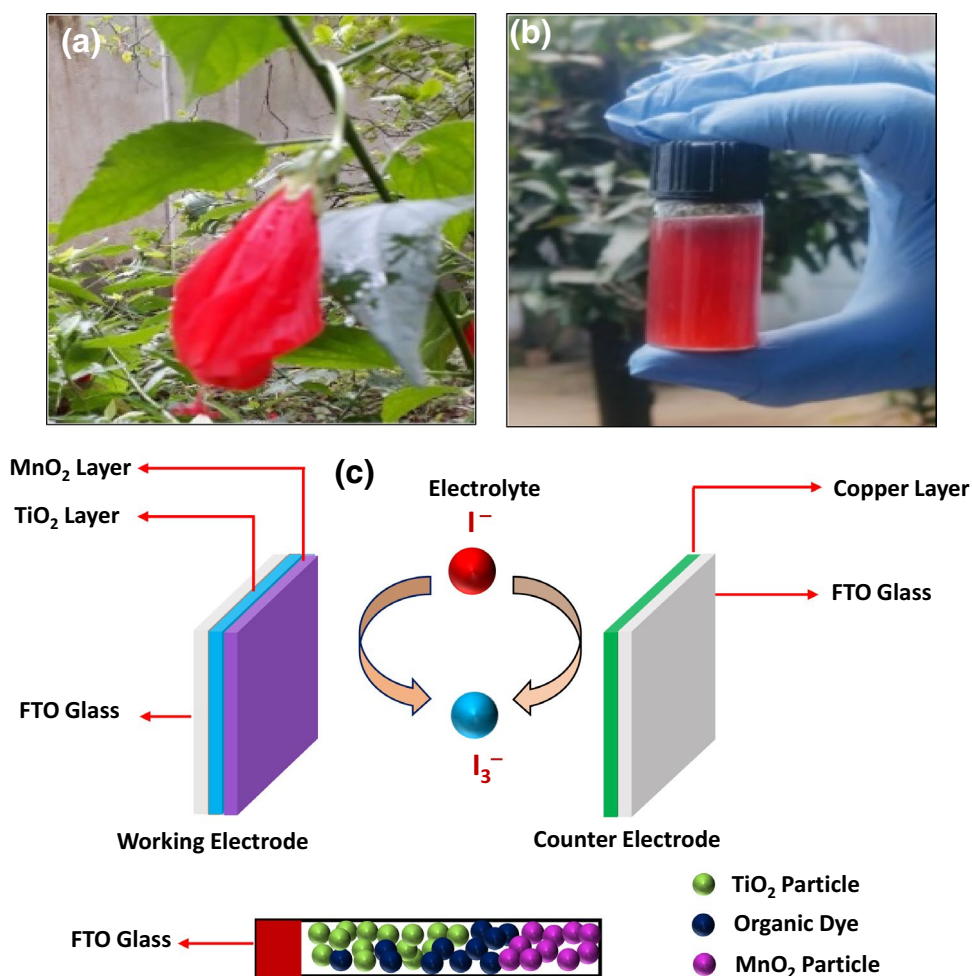 (a)
(b)
(c)
MnO₂ Layer
TiO₂ Layer
FTO Glass
Working Electrode
Electrolyte
I⁻
I₃⁻
Copper Layer
FTO Glass
Counter Electrode
FTO Glass
TiO₂ Particle
Organic Dye
MnO₂ Particle